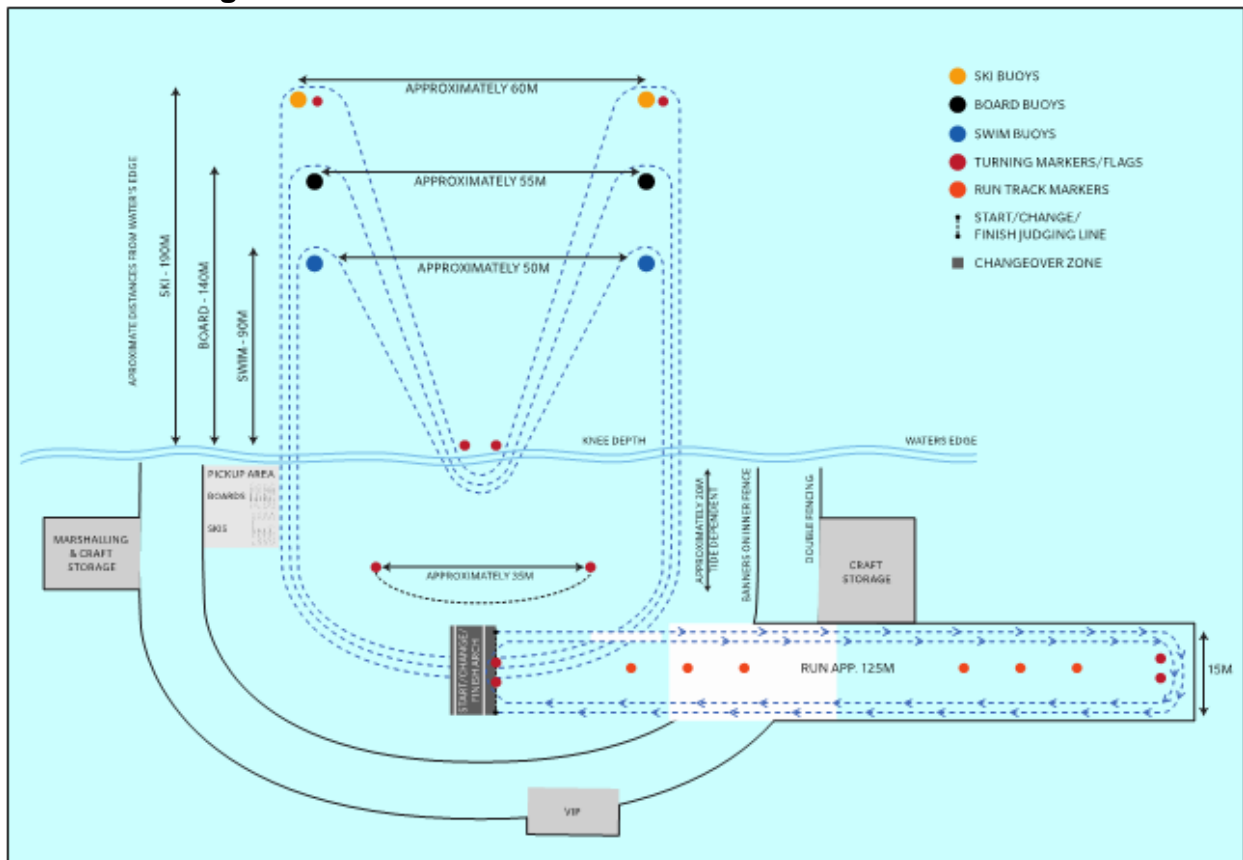 g
APPROXIMATELY 60M
APPROXIMATELY 55M
APPROXIMATELY 50M
SKI BUOYS
BOARD BUOYS
SWIM BUOYS
TURNING MARKERS/FLAGS
RUN TRACK MARKERS
START/CHANGE/
FINISH JUDGING LINE
CHANGEOVER ZONE
APROXIMATE DISTANCES FROM WATER'S EDGE
SKI - 190M
BOARD - 140M
SWIM - 90M
KNEE DEPTH
WATERS EDGE
PICKUP AREA
BOARDS
SKIS
MARSHALLING
& CRAFT
STORAGE
APPROXIMATELY 35M
APPROXIMATELY 20M
TIDE DEPENDENT
BANNERS ON INNER FENCE
DOUBLE FENCING
CRAFT
STORAGE
START/CHANGE/
FINISH ARCH
RUN APP. 125M
15M
VIP